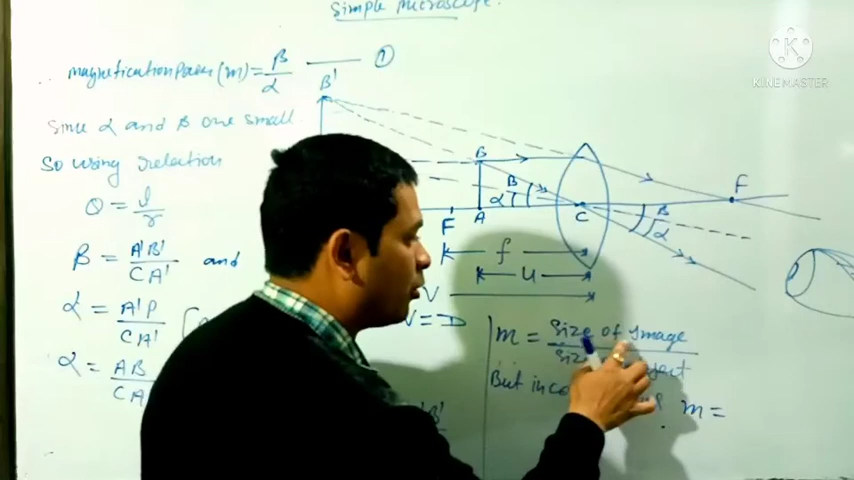 Simple Microscope.
KINEMASTER
magnification Power (m) = β/α — ①
B'
Since α and β are small
So using relation
θ = l/r
β = A'B'/CA' and
α' = A'P/CA'
α = AB/CA
B
α β
A
F
C
β
α
F
f
u
V
V = D
m = Size of Image
But in
m =